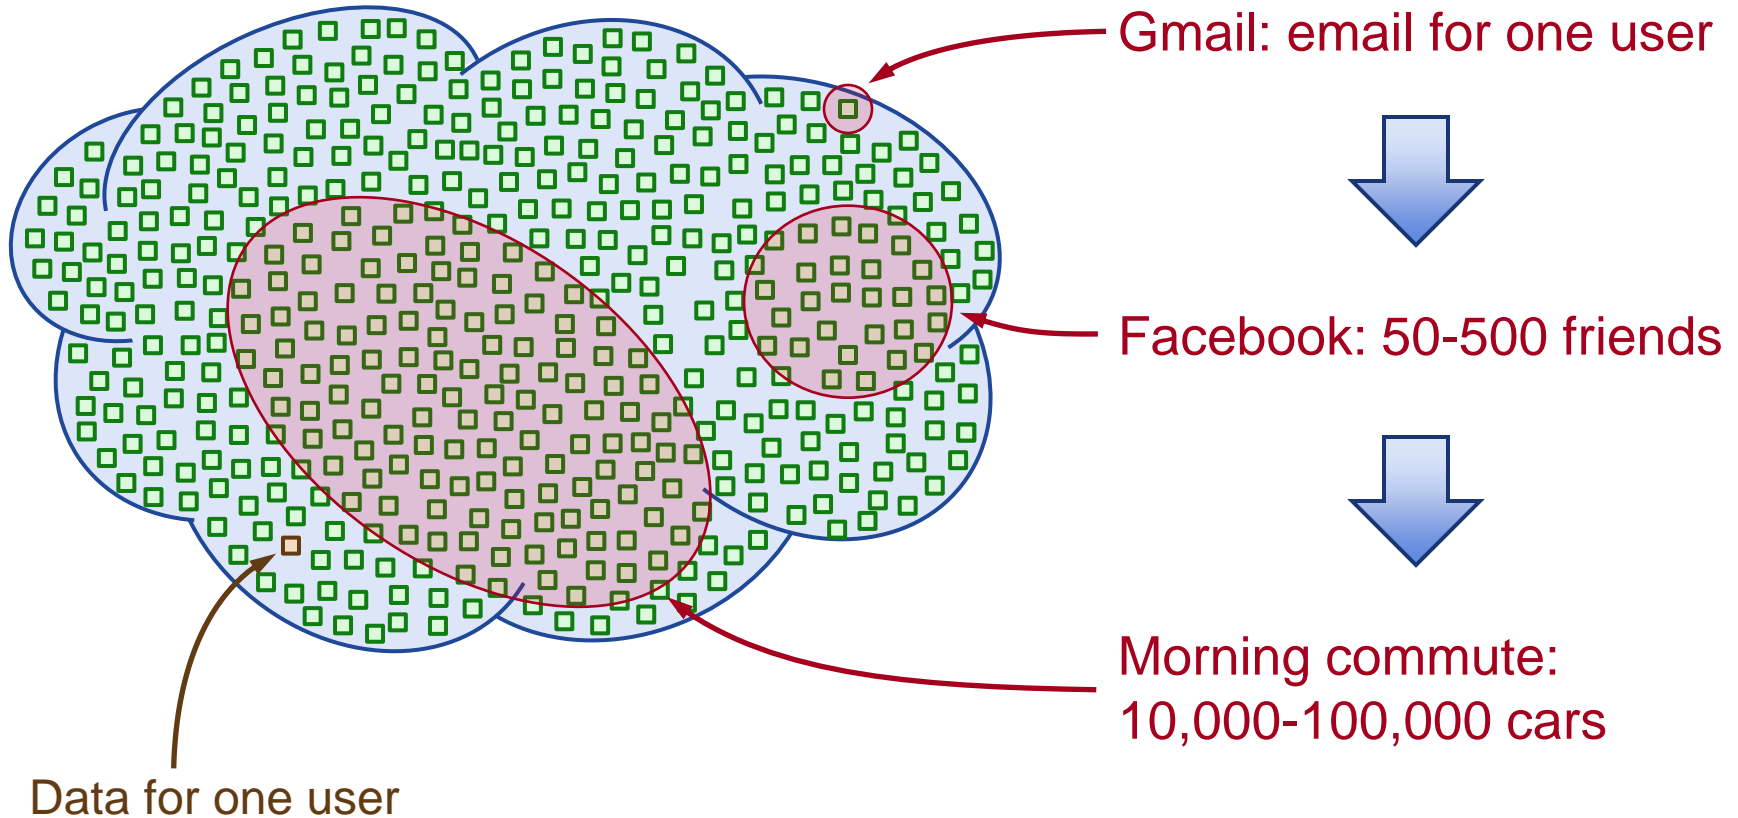 Gmail: email for one user
Facebook: 50-500 friends
Morning commute:
10,000-100,000 cars
Data for one user